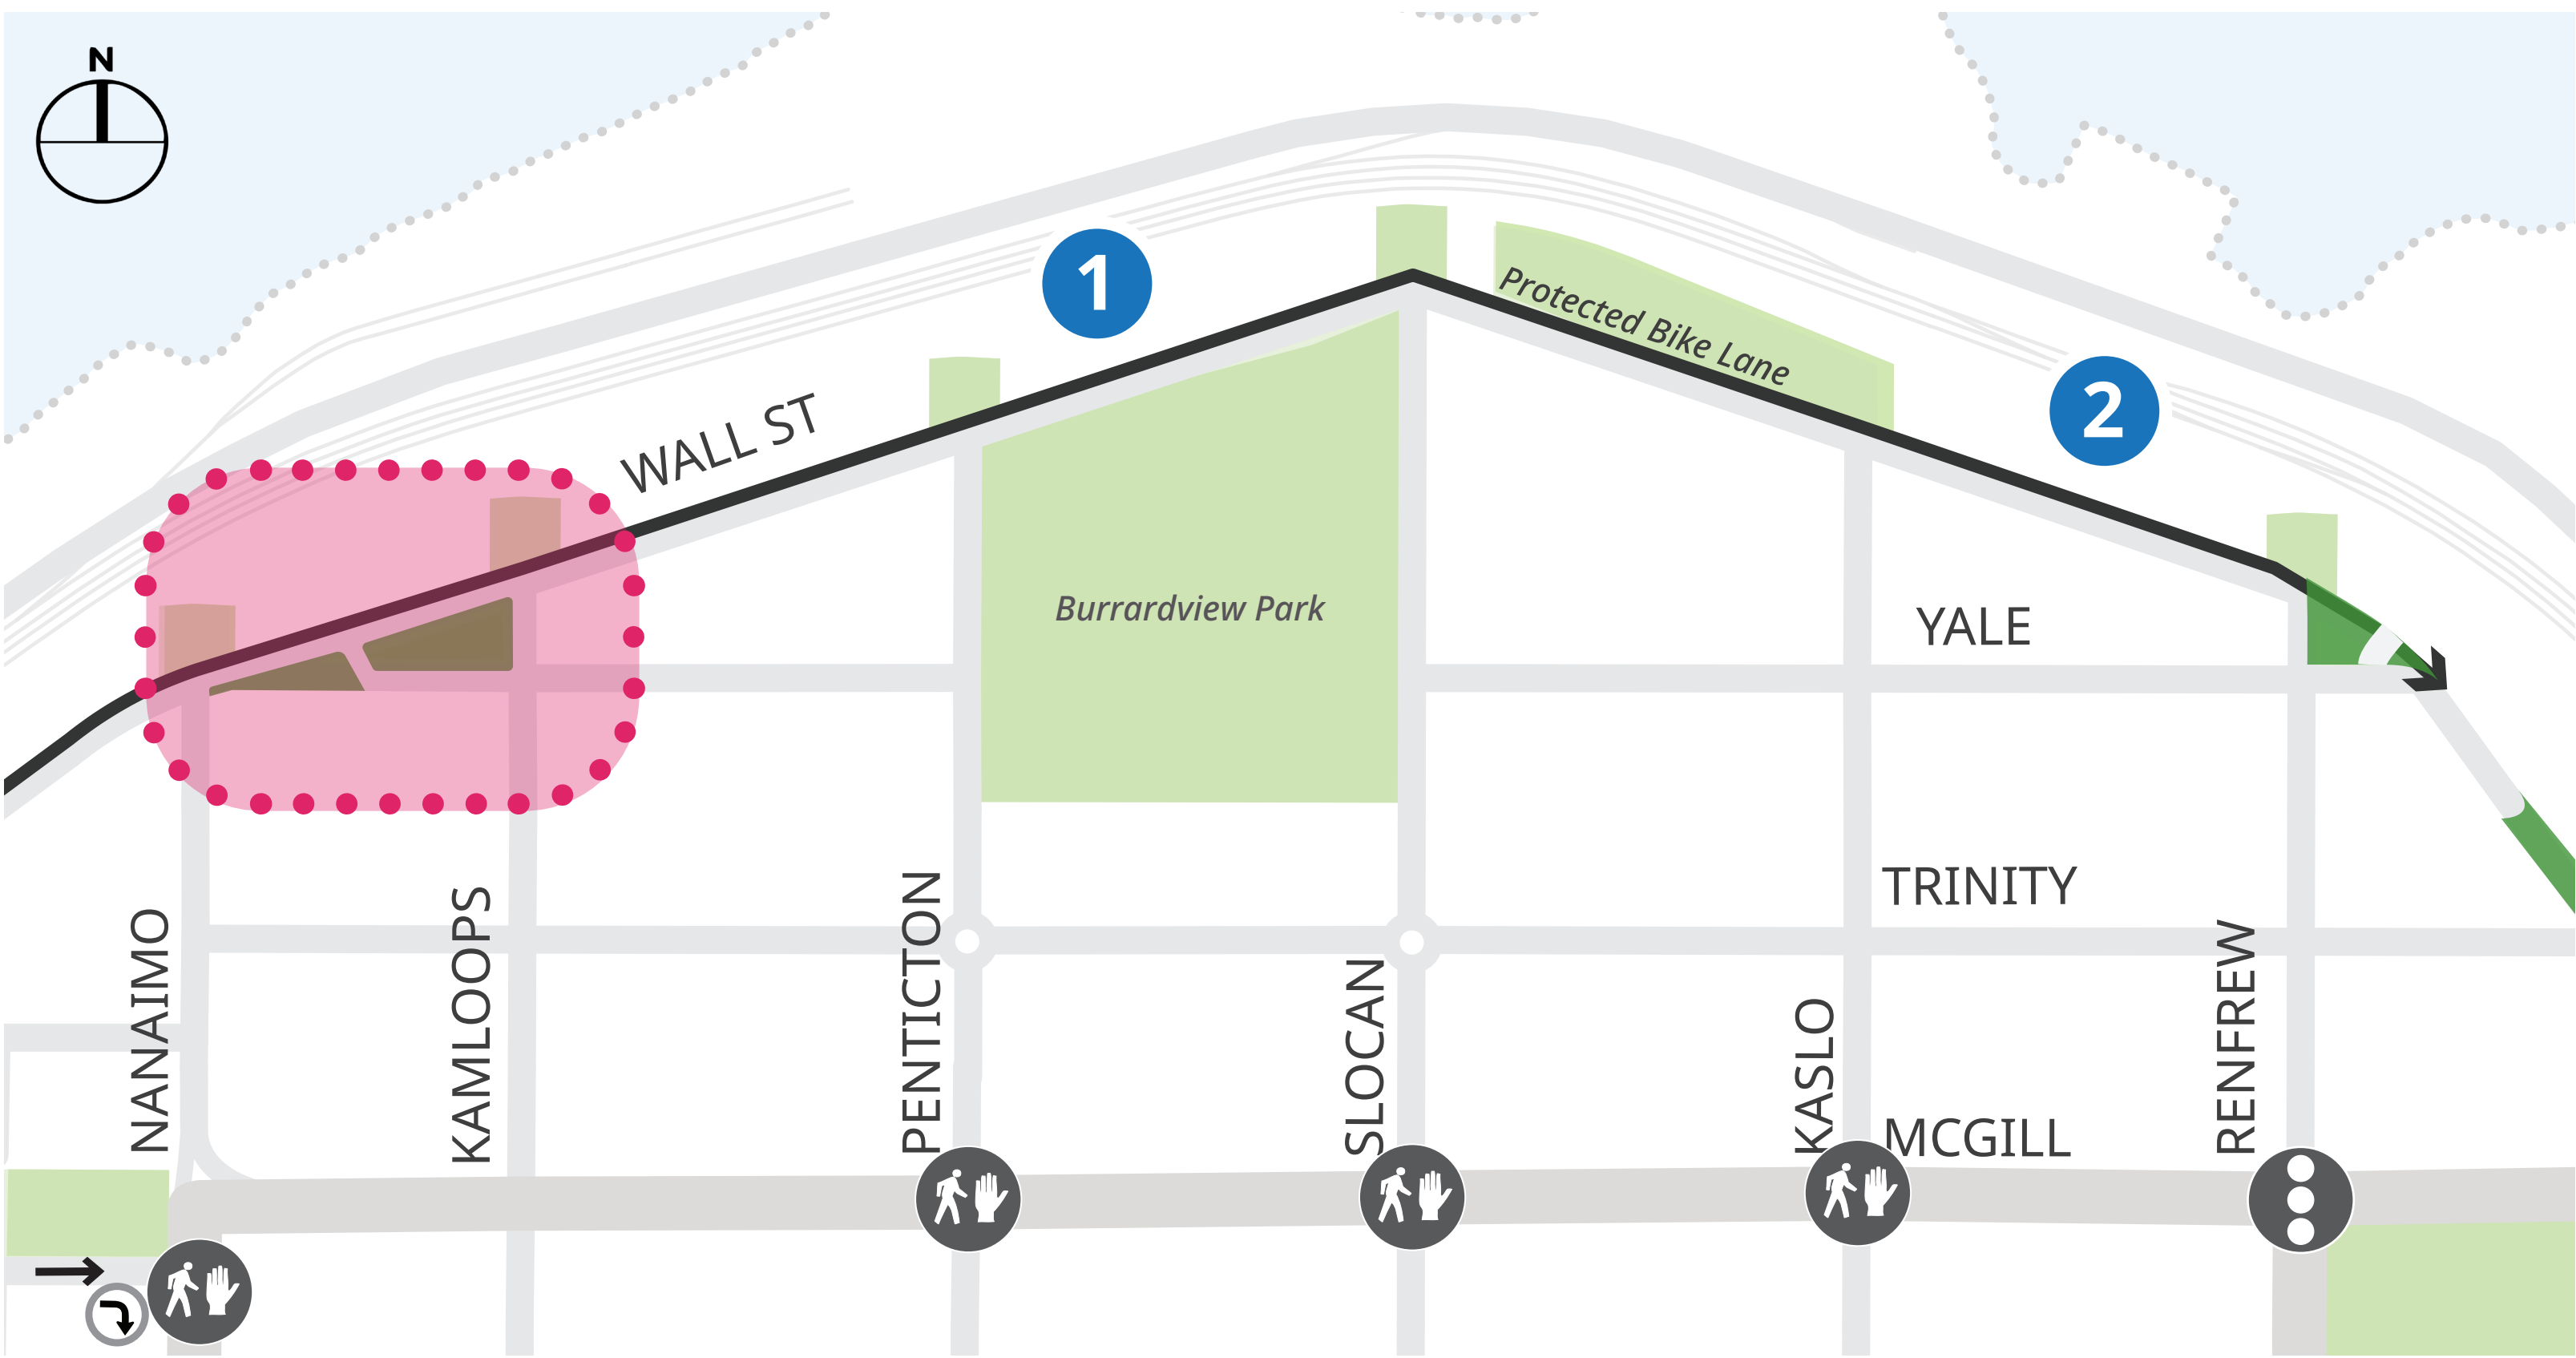 N
1
Protected Bike Lane
2
WALL ST
Burrardview Park
YALE
TRINITY
NANAIMO
KAMLOOPS
PENTICTON
SLOCAN
KASLO
MCGILL
RENFREW